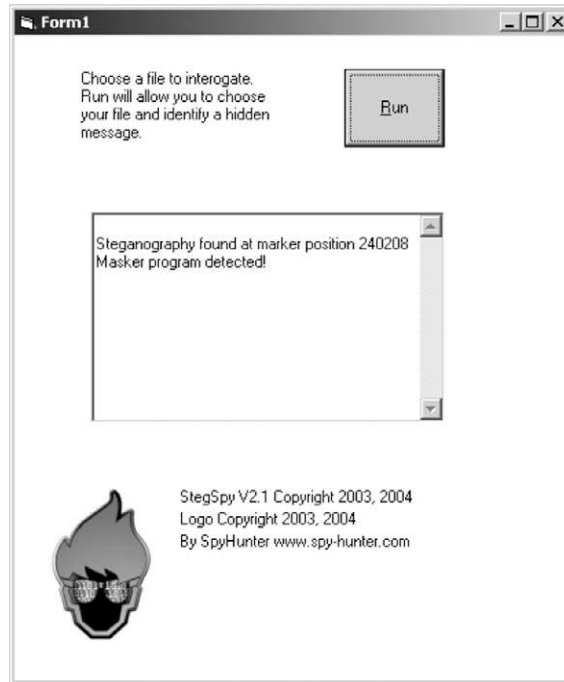 Form1
Choose a file to interogate.
Run will allow you to choose
your file and identify a hidden
message.
Run
Steganography found at marker position 240208
Masker program detected!
StegSpy V2.1 Copyright 2003, 2004
Logo Copyright 2003, 2004
By SpyHunter www.spy-hunter.com